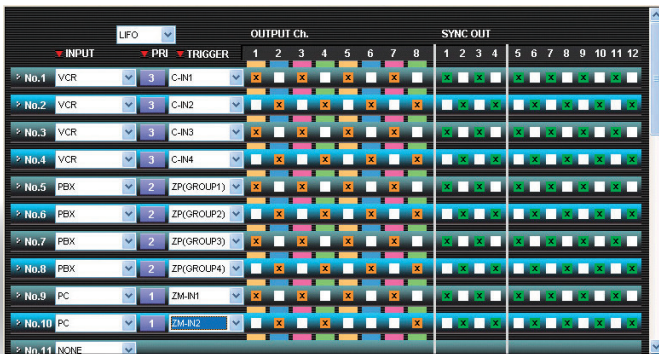 LIFO OUTPUT Ch. SYNC OUT
INPUT PRI TRIGGER 1 2 3 4 5 6 7 8 1 2 3 4 5 6 7 8 9 10 11 12
No.1 VCR 3 C-IN1
No.2 VCR 3 C-IN2
No.3 VCR 3 C-IN3
No.4 VCR 3 C-IN4
No.5 PBX 2 ZP(GROUP1)
No.6 PBX 2 ZP(GROUP2)
No.7 PBX 2 ZP(GROUP3)
No.8 PBX 2 ZP(GROUP4)
No.9 PC 1 ZM-IN1
No.10 PC 1 ZM-IN2
No.11 NONE